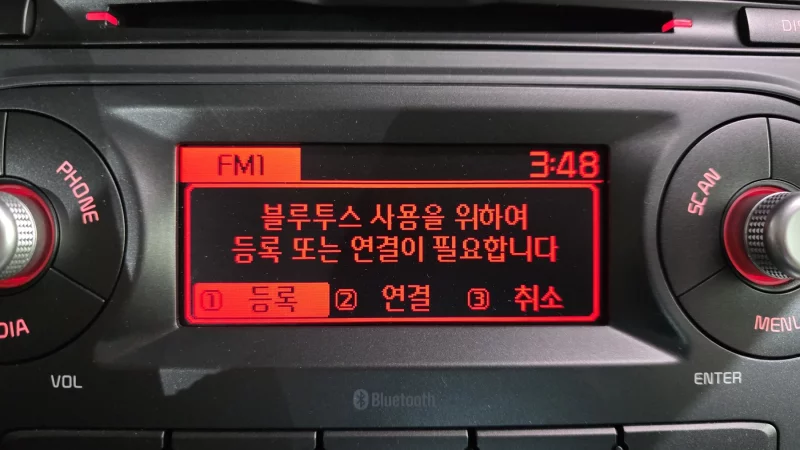 FM1 3:48
블루투스 사용을 위하여
등록 또는 연결이 필요합니다
1 등록 2 연결 3 취소
PHONE
SCAN
VOL
ENTER
Bluetooth